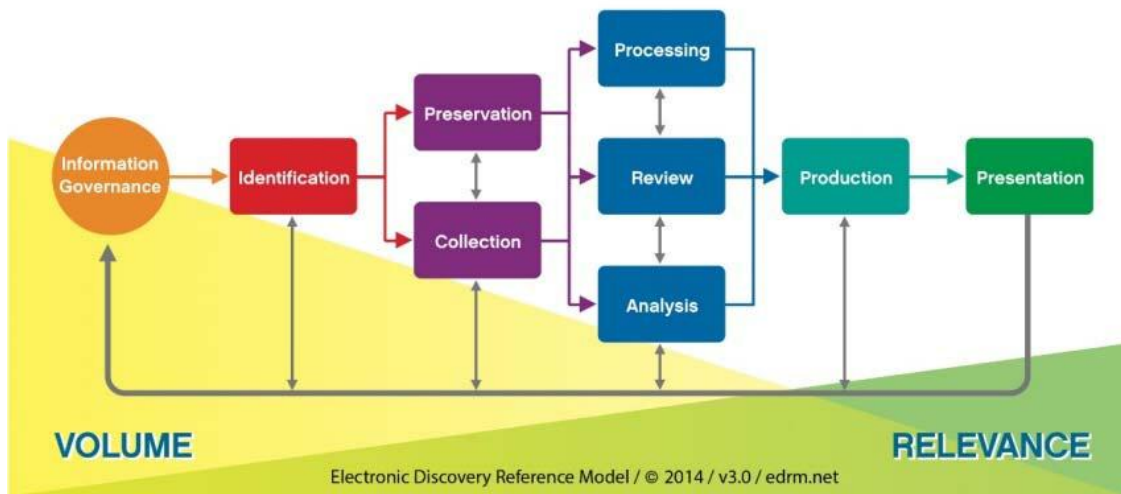 Information
Governance
Identification
Preservation
Collection
Processing
Review
Analysis
Production
Presentation
VOLUME
RELEVANCE
Electronic Discovery Reference Model / © 2014 / v3.0 / edrm.net